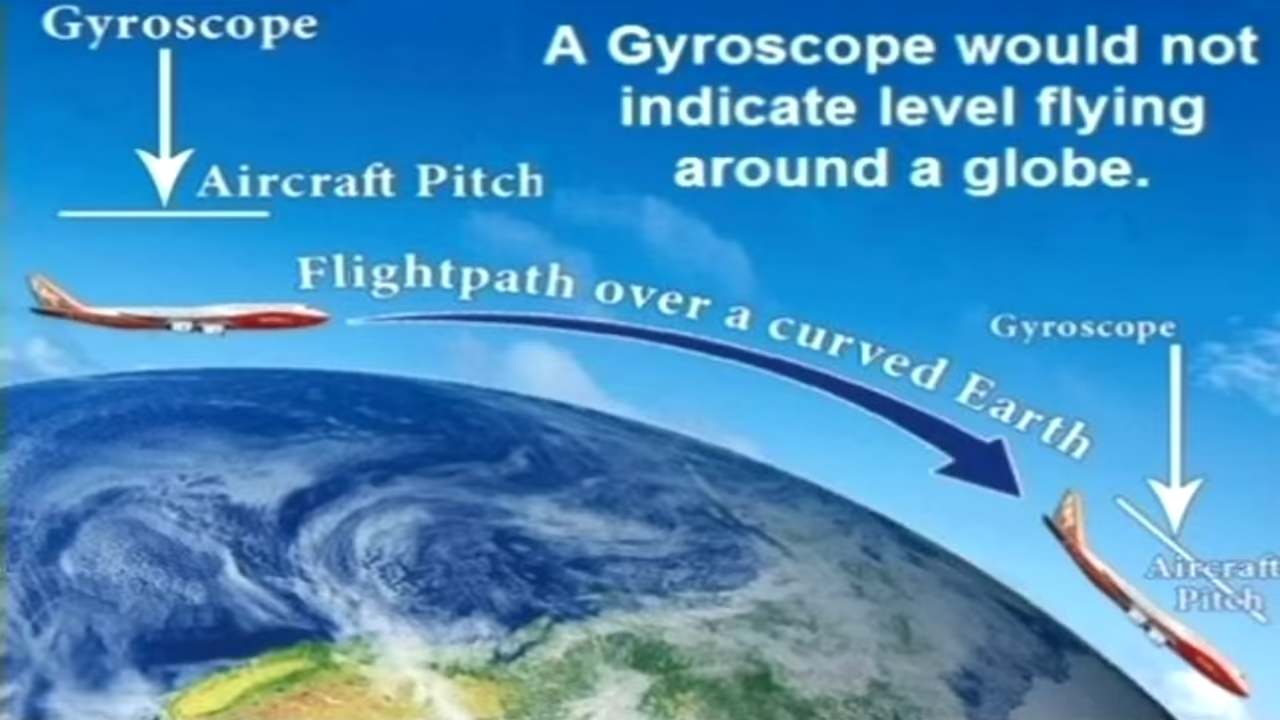 Gyroscope
A Gyroscope would not
indicate level flying
around a globe.
Aircraft Pitch
Flightpath over a curved Earth
Gyroscope
Aircraft
Pitch